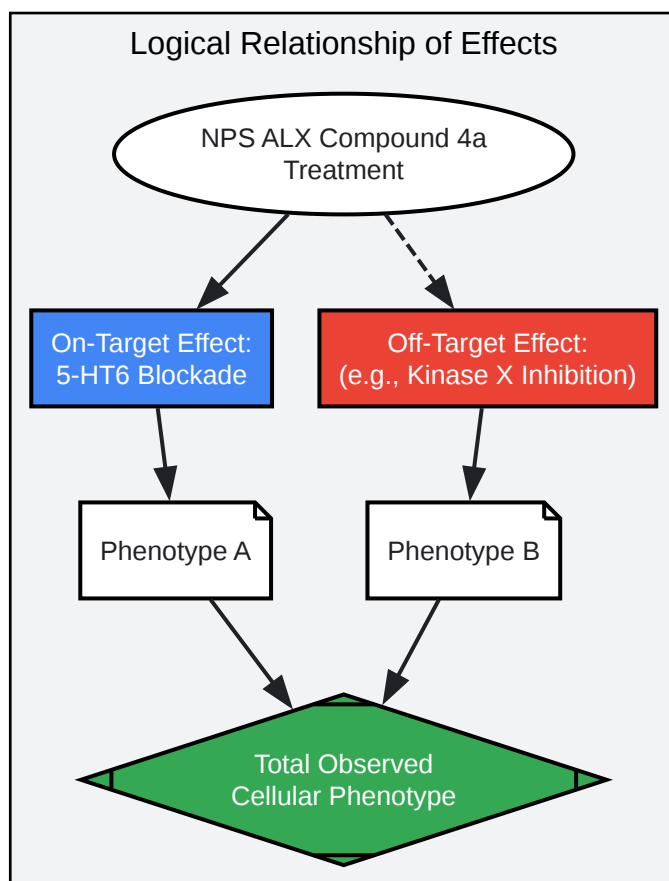 Logical Relationship of Effects
NPS ALX Compound 4a
Treatment
On-Target Effect:
5-HT6 Blockade
Off-Target Effect:
(e.g., Kinase X Inhibition)
Phenotype A
Phenotype B
Total Observed
Cellular Phenotype